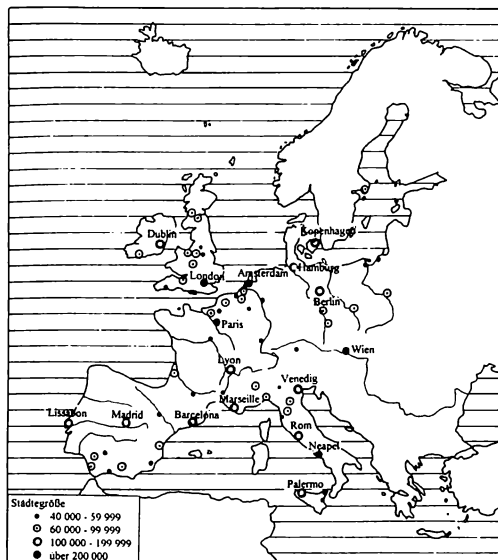 Dublin
Kopenhagen
London
Amsterdam
Hamburg
Berlin
Paris
Wien
Lyon
Venedig
Marseille
Lissabon
Madrid
Barcelona
Rom
Neapel
Palermo
Städtegröße
40 000 - 59 999
60 000 - 99 999
100 000 - 199 999
über 200 000